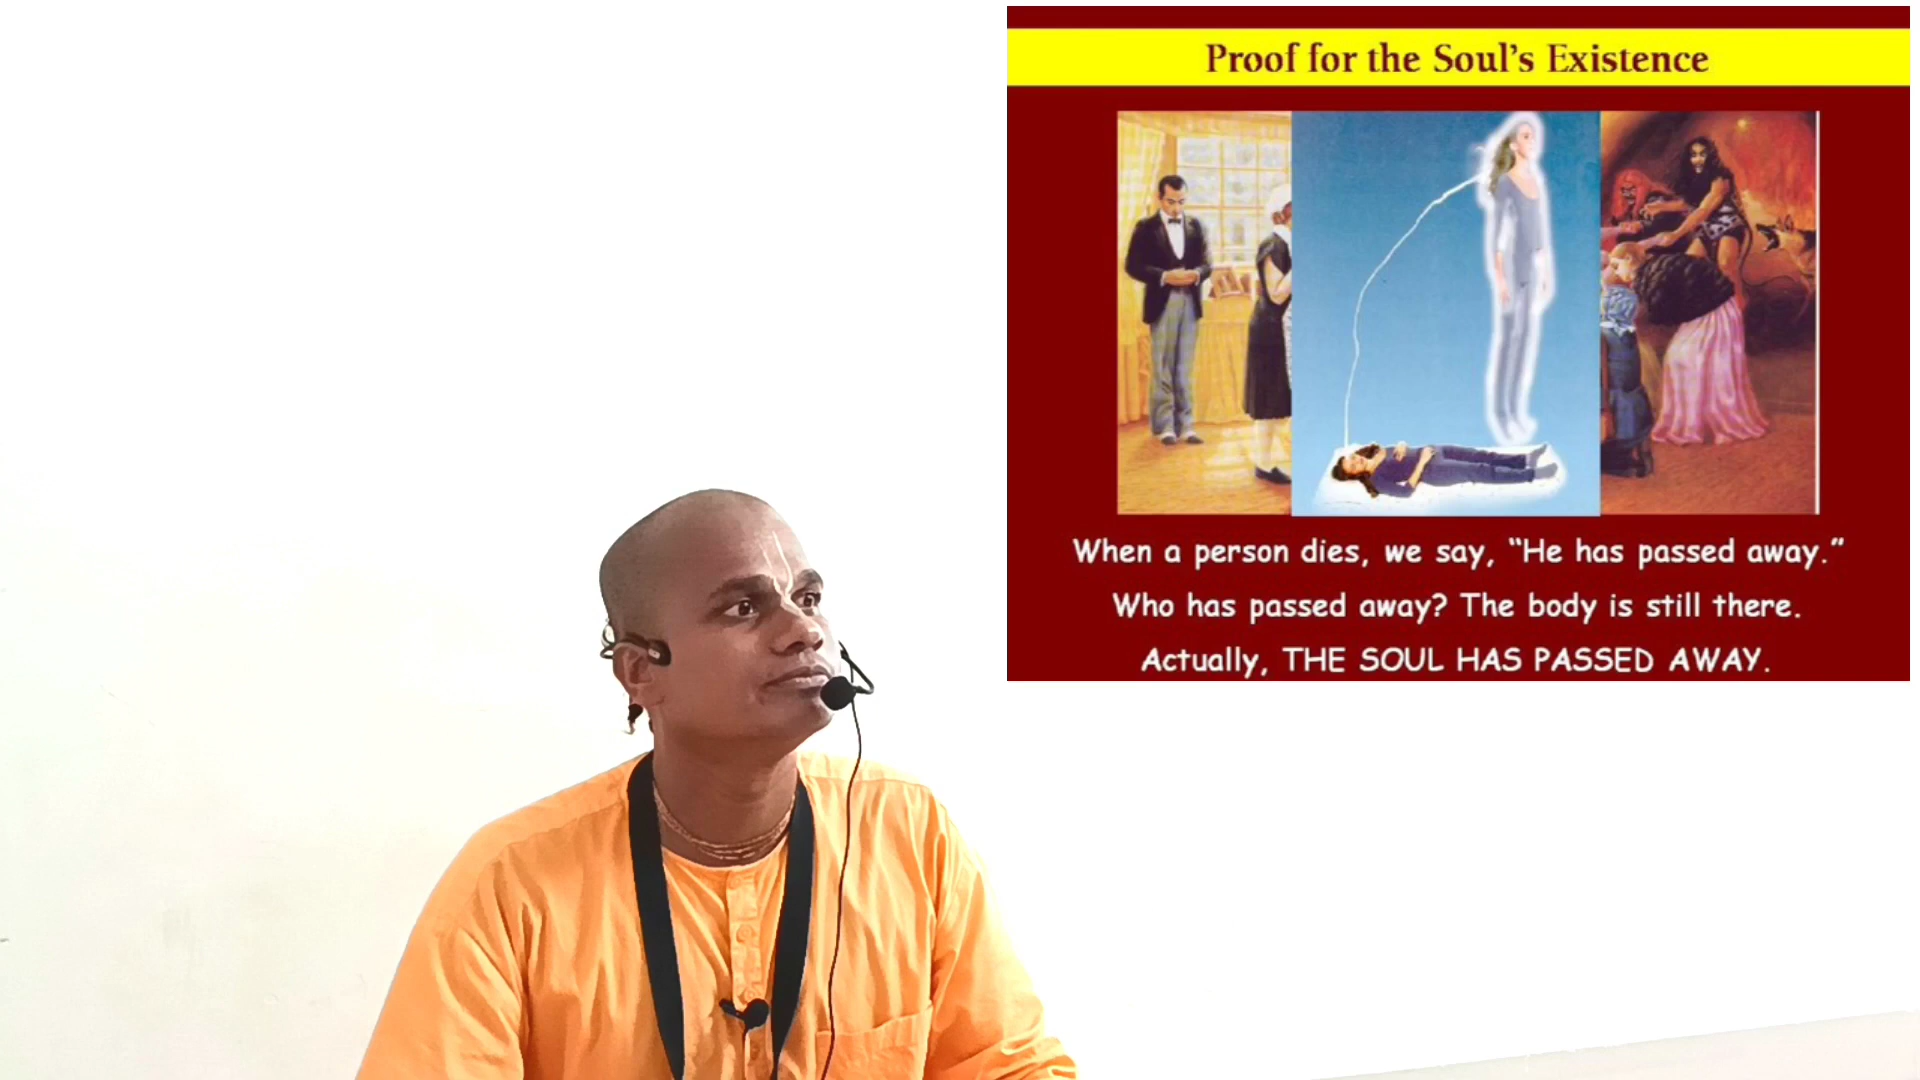 Proof for the Soul's Existence
When a person dies, we say, “He has passed away.”
Who has passed away? The body is still there.
Actually, THE SOUL HAS PASSED AWAY.